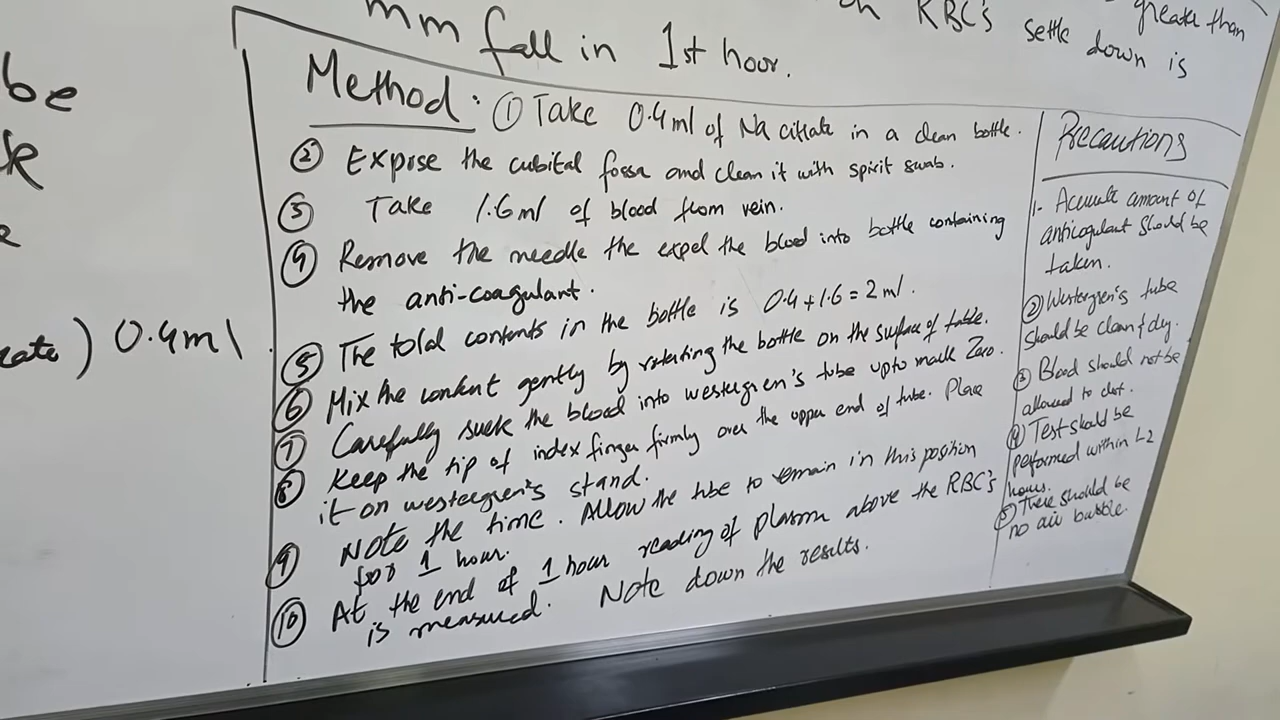 be
mm fall in 1st hour.
RBC's settle down is
greater than
cate) 0.4ml
Method: ① Take 0.4ml of Na citrate in a clean bottle.
② Expose the cubital fossa and clean it with spirit swab.
③ Take 1.6ml of blood from vein.
④ Remove the needle the expel the blood into bottle containing
the anti-coagulant.
⑤ The total contents in the bottle is 0.4+1.6=2ml.
⑥ Mix the content gently by rotating the bottle on the surface of table.
⑦ Carefully suck the blood into westergren's tube upto mark Zero.
⑧ Keep the tip of index finger firmly over the upper end of tube. Place
it on westergren's stand.
⑨ Note the time. Allow the tube to remain in this position
for 1 hour.
⑩ At the end of 1 hour reading of plasma above the RBC's
is measured. Note down the results.
Precautions
1- Accurate amount of
anticogulant should be
taken.
② Westergren's tube
should be clean & dry.
③ Blood should not be
allowed to clot.
④ Test should be
performed within 1-2
hours.
⑤ There should be
no air bubble.